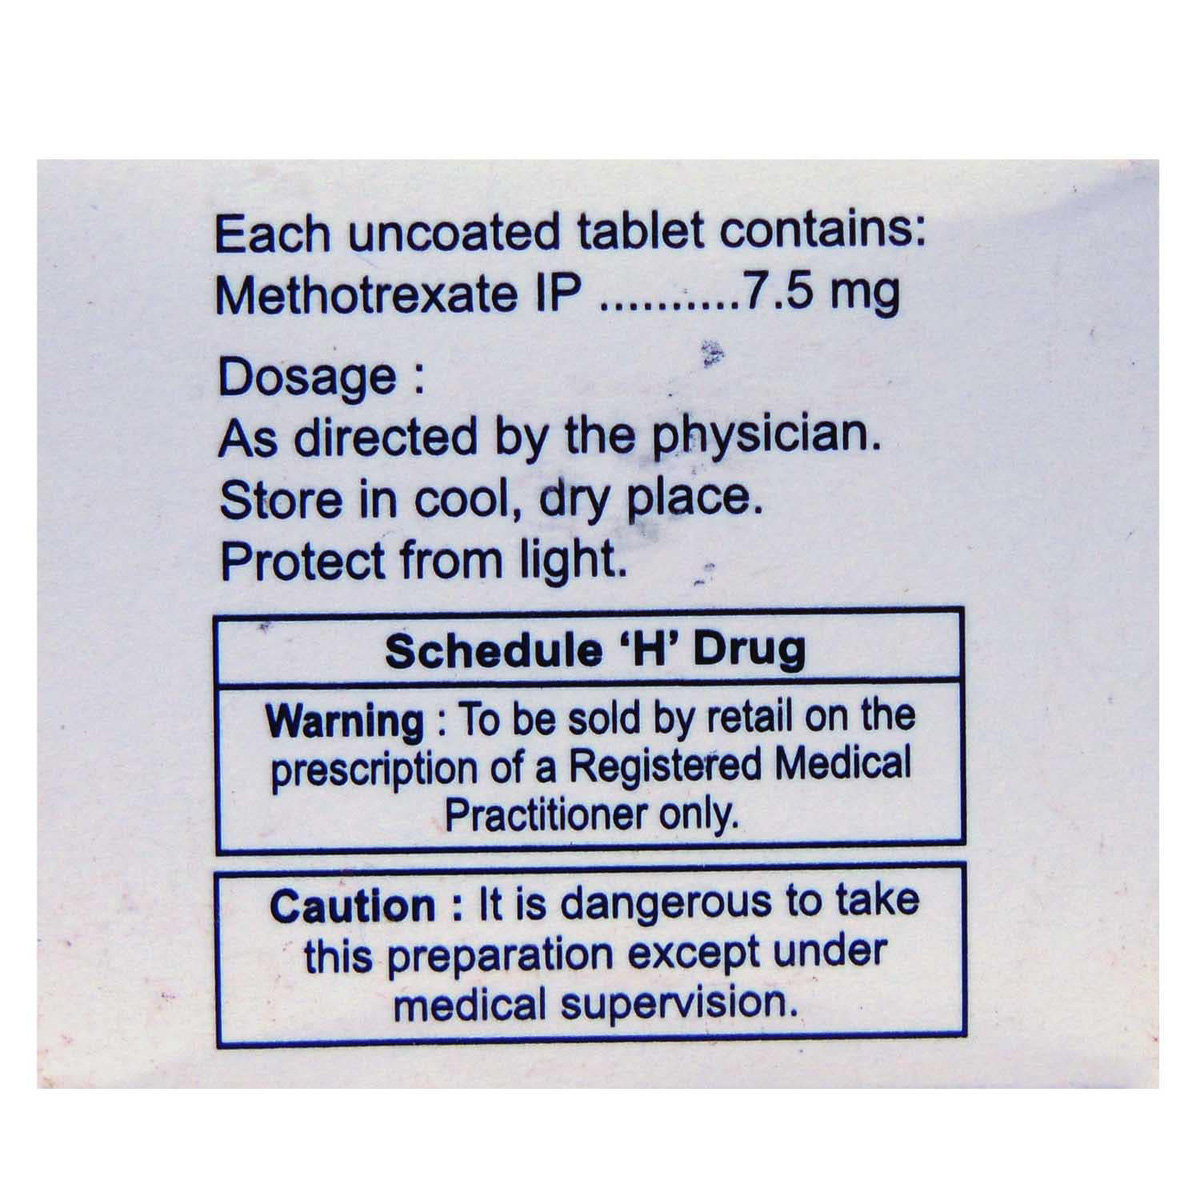 Each uncoated tablet contains:
Methotrexate IP ..........7.5 mg
Dosage :
As directed by the physician.
Store in cool, dry place.
Protect from light.
Schedule ‘H’ Drug
Warning : To be sold by retail on the
prescription of a Registered Medical
Practitioner only.
Caution : It is dangerous to take
this preparation except under
medical supervision.